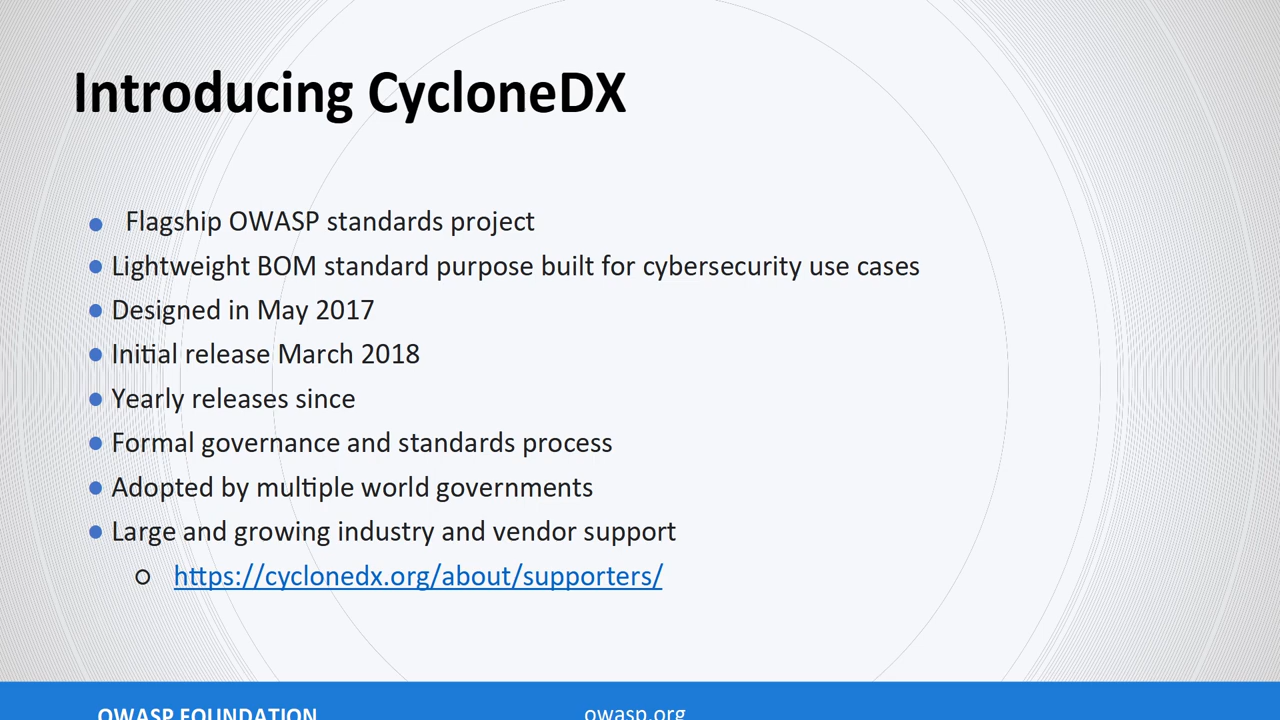 Introducing CycloneDX
Flagship OWASP standards project
Lightweight BOM standard purpose built for cybersecurity use cases
Designed in May 2017
Initial release March 2018
Yearly releases since
Formal governance and standards process
Adopted by multiple world governments
Large and growing industry and vendor support
https://cyclonedx.org/about/supporters/
OWASP FOUNDATION
owasp.org